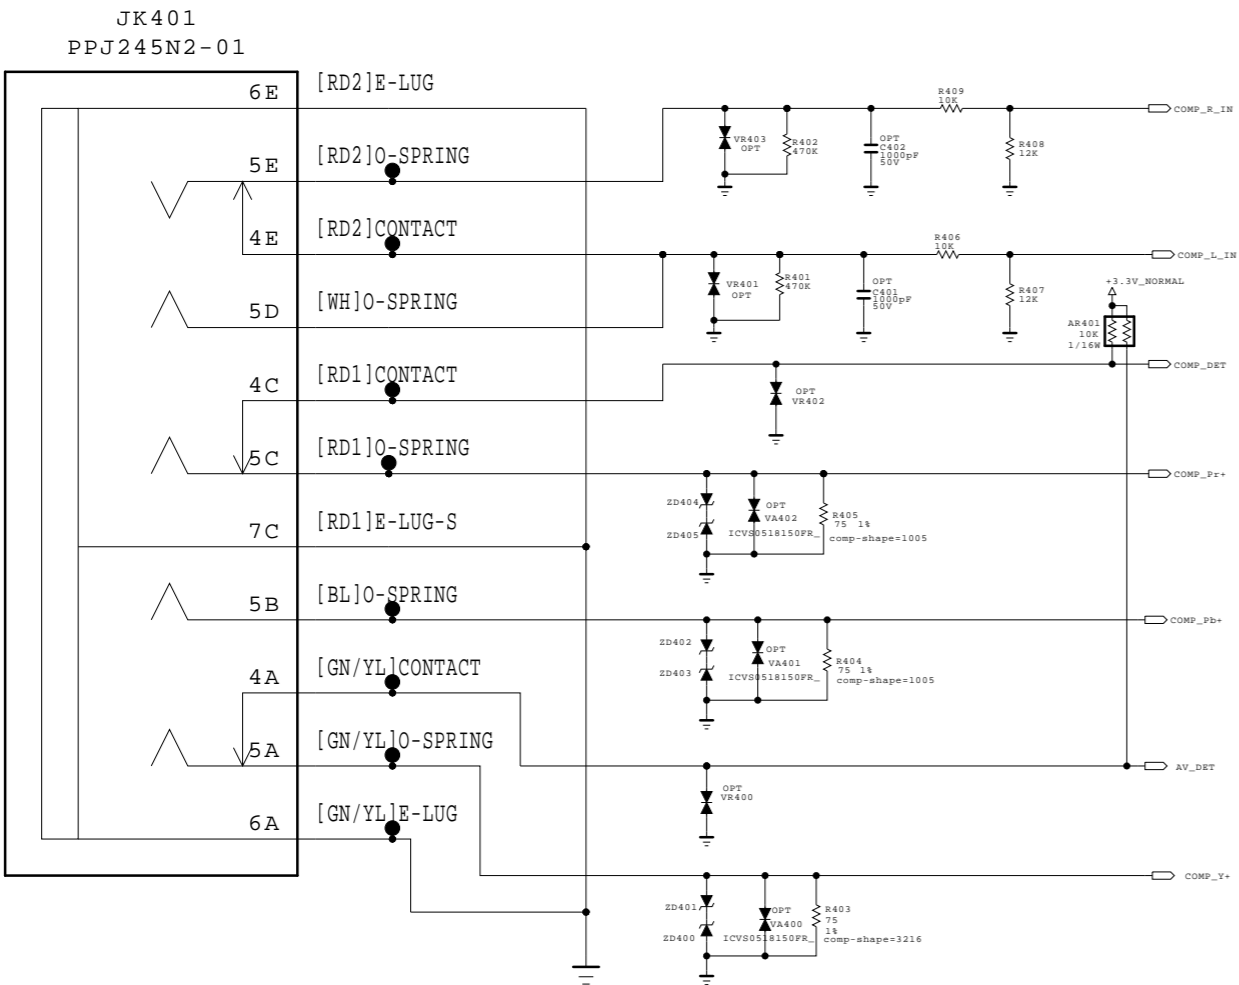 JK401
PPJ245N2-01
6E [RD2]E-LUG
5E [RD2]O-SPRING
4E [RD2]CONTACT
5D [WH]O-SPRING
4C [RD1]CONTACT
5C [RD1]O-SPRING
7C [RD1]E-LUG-S
5B [BL]O-SPRING
4A [GN/YL]CONTACT
5A [GN/YL]O-SPRING
6A [GN/YL]E-LUG
VR403
OPT
R402
470K
OPT
C402
1000pF
50V
R409
10K
R408
12K
COMP_R_IN
VR401
OPT
R401
470K
OPT
C401
1000pF
50V
R406
10K
R407
12K
COMP_L_IN
+3.3V_NORMAL
AR401
10K
1/16W
OPT
VR402
COMP_DET
ZD404
ZD405
OPT
VA402
ICVS0518150FR_
R405
75 1%
comp-shape=1005
COMP_Pr+
ZD402
ZD403
OPT
VA401
ICVS0518150FR_
R404
75 1%
comp-shape=1005
COMP_Pb+
OPT
VR400
AV_DET
ZD401
ZD400
OPT
VA400
ICVS0518150FR_
R403
75
1%
comp-shape=3216
COMP_Y+